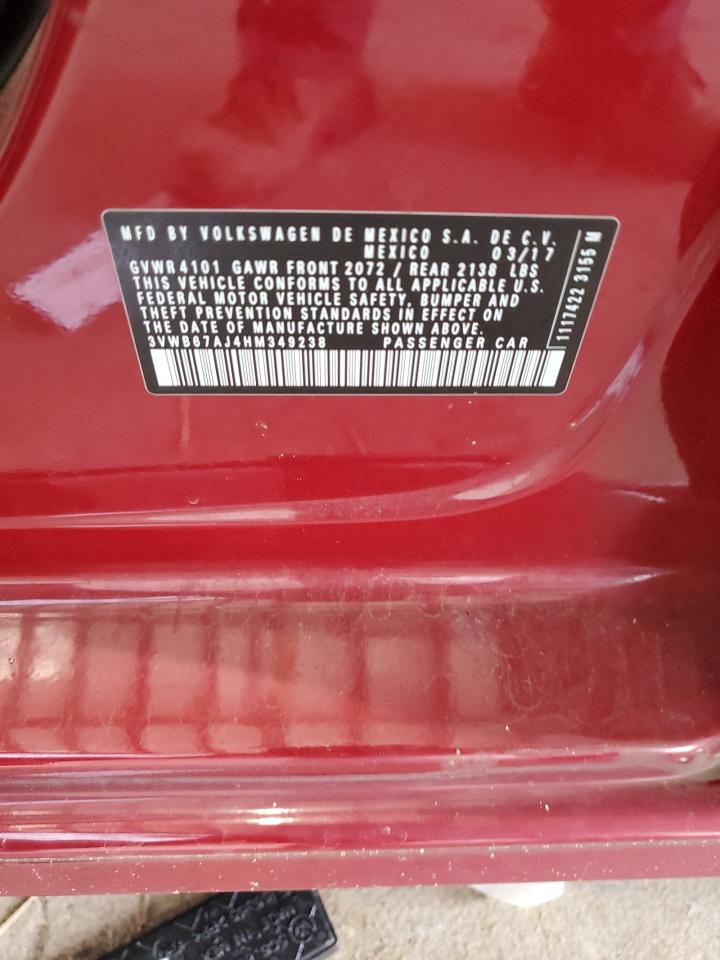 MFD BY VOLKSWAGEN DE MEXICO S.A. DE C.V.
MEXICO 03/17
GVWR 4101 GAWR FRONT 2072 / REAR 2138 LBS
THIS VEHICLE CONFORMS TO ALL APPLICABLE U.S.
FEDERAL MOTOR VEHICLE SAFETY, BUMPER AND
THEFT PREVENTION STANDARDS IN EFFECT ON
THE DATE OF MANUFACTURE SHOWN ABOVE.
3VWB67AJ4HM349238 PASSENGER CAR
1117422 3155 M